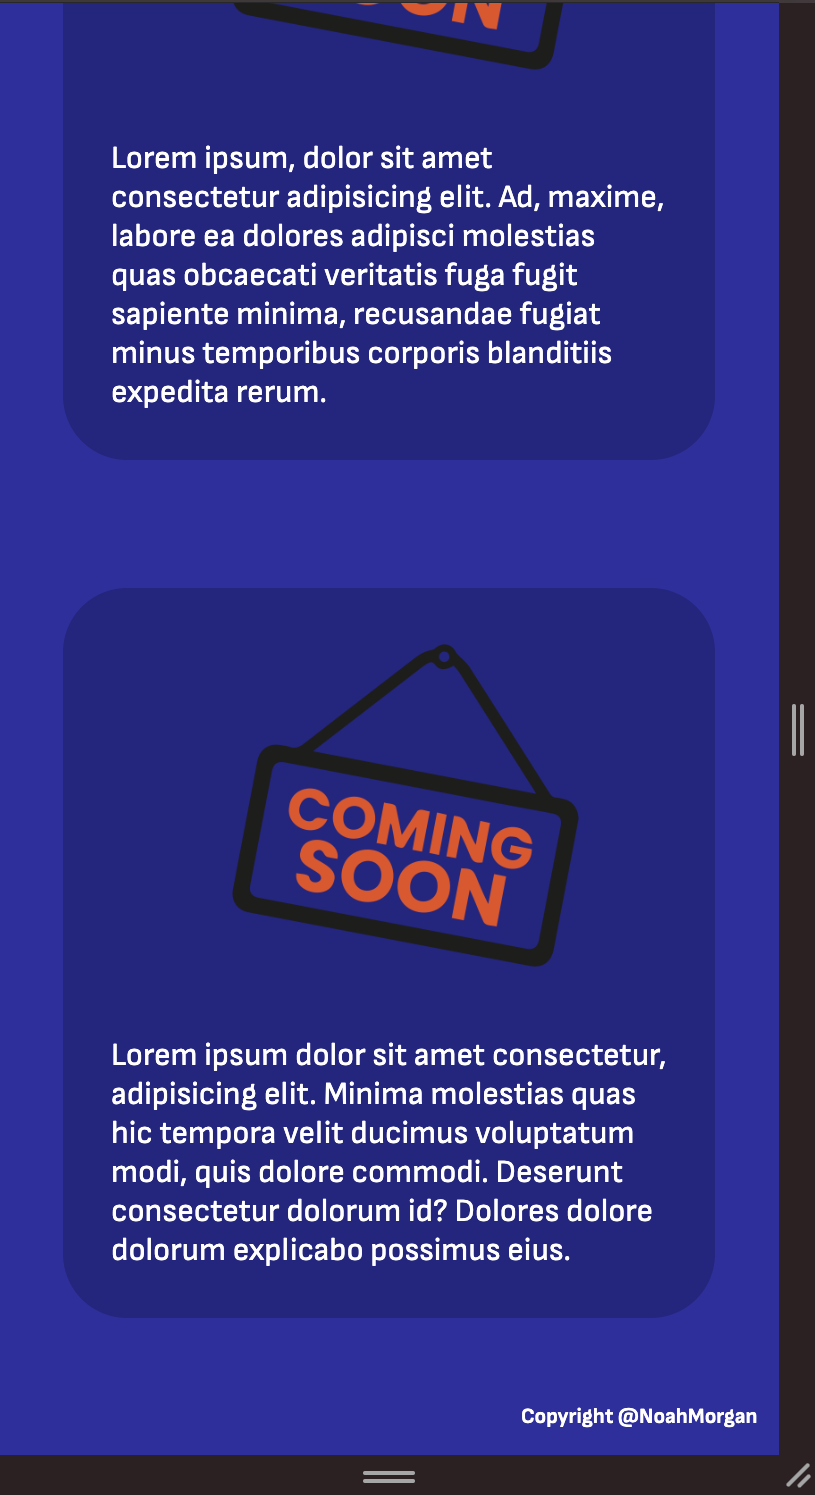 SOON
Lorem ipsum, dolor sit amet
consectetur adipisicing elit. Ad, maxime,
labore ea dolores adipisci molestias
quas obcaecati veritatis fuga fugit
sapiente minima, recusandae fugiat
minus temporibus corporis blanditiis
expedita rerum.
COMING
SOON
Lorem ipsum dolor sit amet consectetur,
adipisicing elit. Minima molestias quas
hic tempora velit ducimus voluptatum
modi, quis dolore commodi. Deserunt
consectetur dolorum id? Dolores dolore
dolorum explicabo possimus eius.
Copyright @NoahMorgan